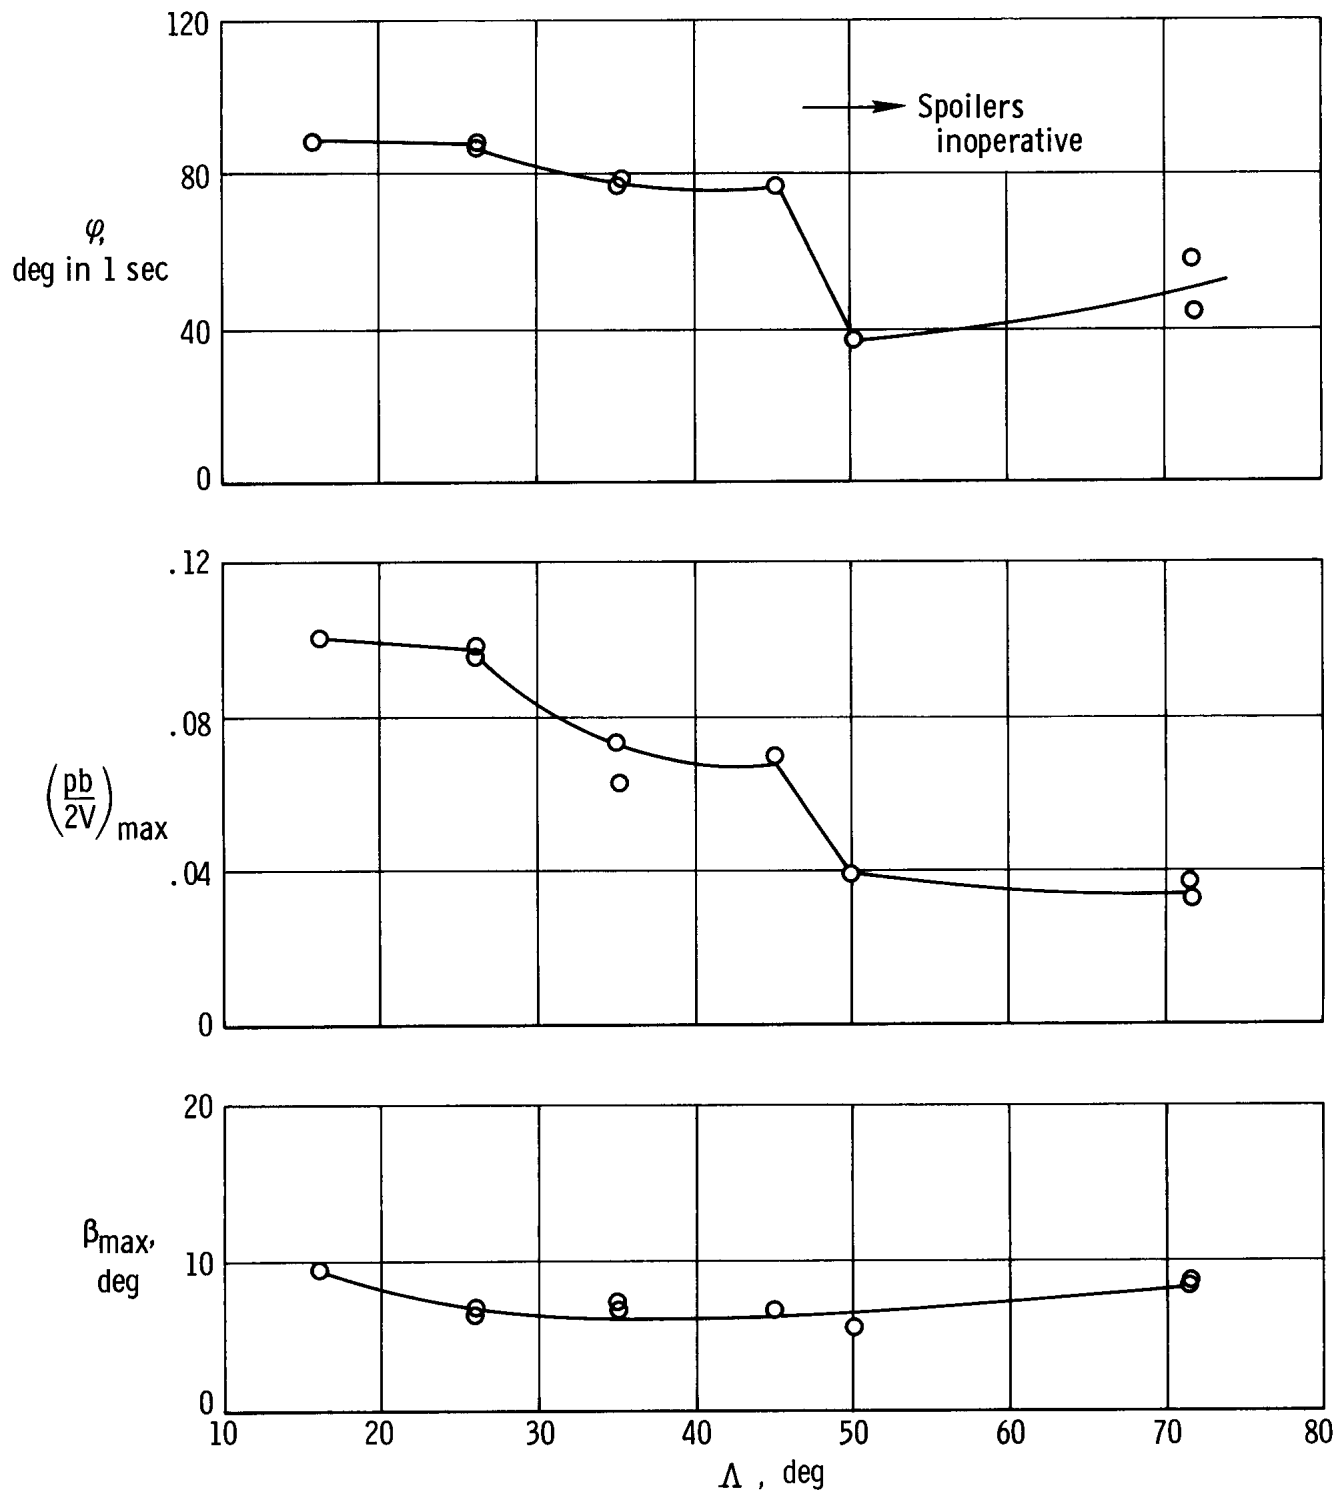 120
80
40
0
φ,
deg in 1 sec
Spoilers
inoperative
.12
.08
.04
0
(pb/2V)max
20
10
0
βmax,
deg
10 20 30 40 50 60 70 80
Λ , deg